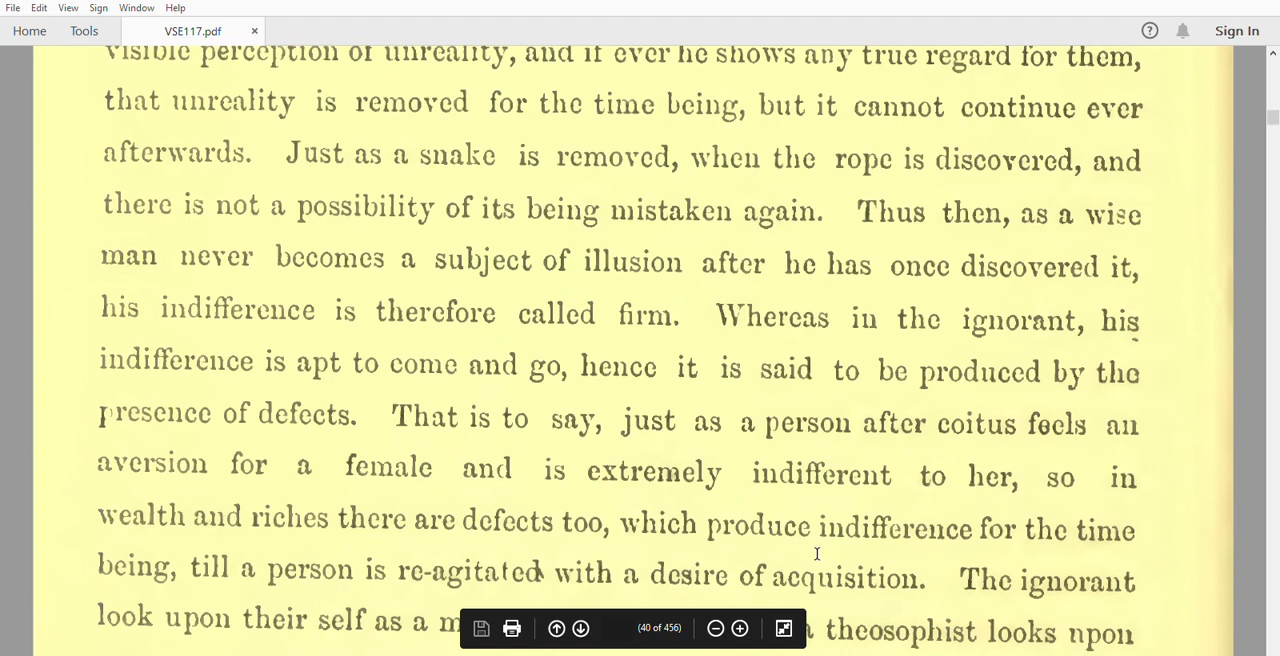 File Edit View Sign Window Help
Home Tools VSE117.pdf × Sign In
visible perception of unreality, and if ever he shows any true regard for them,
that unreality is removed for the time being, but it cannot continue ever
afterwards. Just as a snake is removed, when the rope is discovered, and
there is not a possibility of its being mistaken again. Thus then, as a wise
man never becomes a subject of illusion after he has once discovered it,
his indifference is therefore called firm. Whereas in the ignorant, his
indifference is apt to come and go, hence it is said to be produced by the
presence of defects. That is to say, just as a person after coitus feels an
aversion for a female and is extremely indifferent to her, so in
wealth and riches there are defects too, which produce indifference for the time
being, till a person is re-agitated with a desire of acquisition. The ignorant
look upon their self as a theosophist looks upon
(40 of 456)